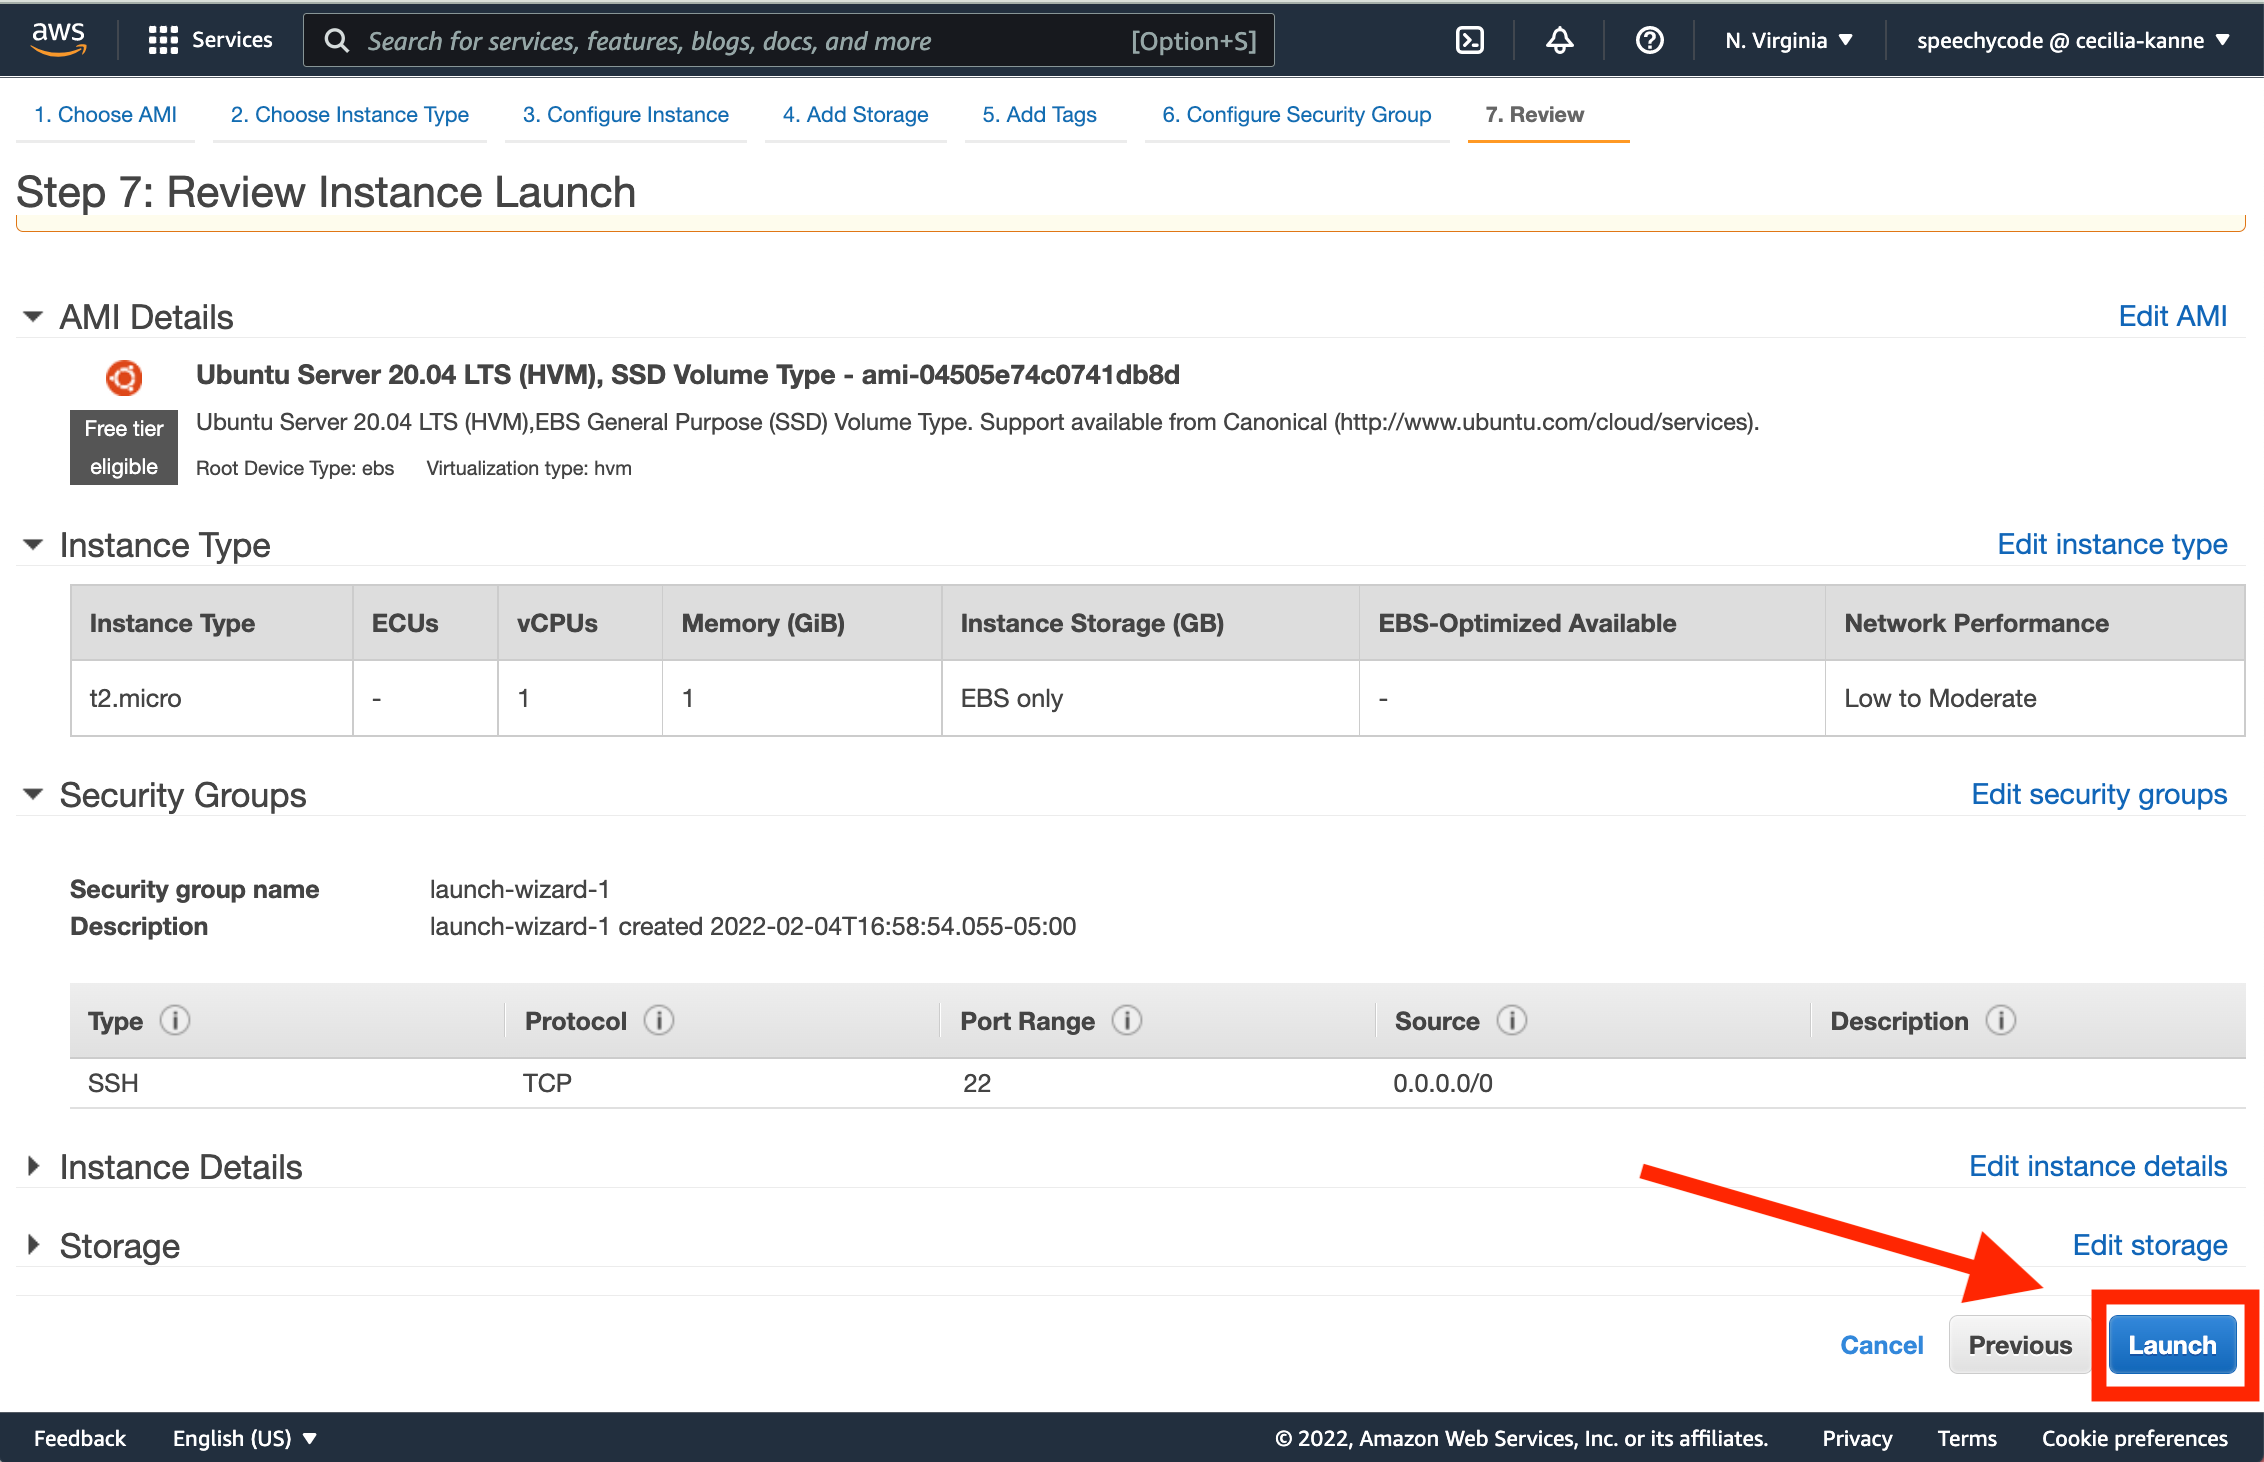 aws Services Search for services, features, blogs, docs, and more [Option+S] N. Virginia speechycode @ cecilia-kanne
1. Choose AMI 2. Choose Instance Type 3. Configure Instance 4. Add Storage 5. Add Tags 6. Configure Security Group 7. Review
Step 7: Review Instance Launch
AMI Details Edit AMI
Ubuntu Server 20.04 LTS (HVM), SSD Volume Type - ami-04505e74c0741db8d
Free tier
eligible
Ubuntu Server 20.04 LTS (HVM),EBS General Purpose (SSD) Volume Type. Support available from Canonical (http://www.ubuntu.com/cloud/services).
Root Device Type: ebs Virtualization type: hvm
Instance Type Edit instance type
Instance Type ECUs vCPUs Memory (GiB) Instance Storage (GB) EBS-Optimized Available Network Performance
t2.micro - 1 1 EBS only - Low to Moderate
Security Groups Edit security groups
Security group name launch-wizard-1
Description launch-wizard-1 created 2022-02-04T16:58:54.055-05:00
Type i Protocol i Port Range i Source i Description i
SSH TCP 22 0.0.0.0/0
Instance Details Edit instance details
Storage Edit storage
Cancel Previous Launch
Feedback English (US) © 2022, Amazon Web Services, Inc. or its affiliates. Privacy Terms Cookie preferences